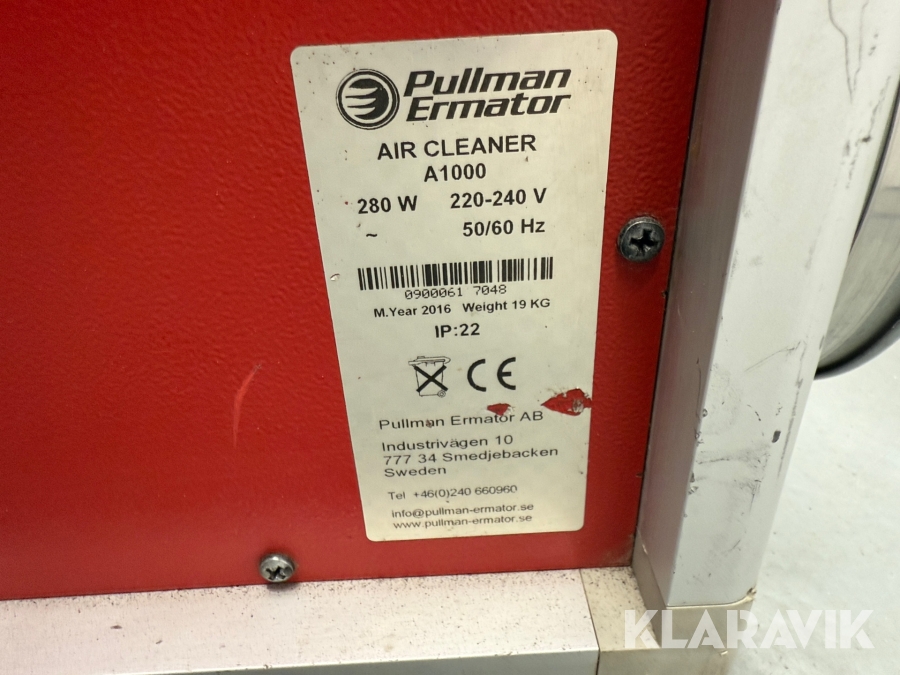 Pullman
Ermator
AIR CLEANER
A1000
280 W 220-240 V
~ 50/60 Hz
0900061 7048
M.Year 2016 Weight 19 KG
IP:22
CE
Pullman Ermator AB
Industrivägen 10
777 34 Smedjebacken
Sweden
Tel +46(0)240 660960
info@pullman-ermator.se
www.pullman-ermator.se
KLARAVIK